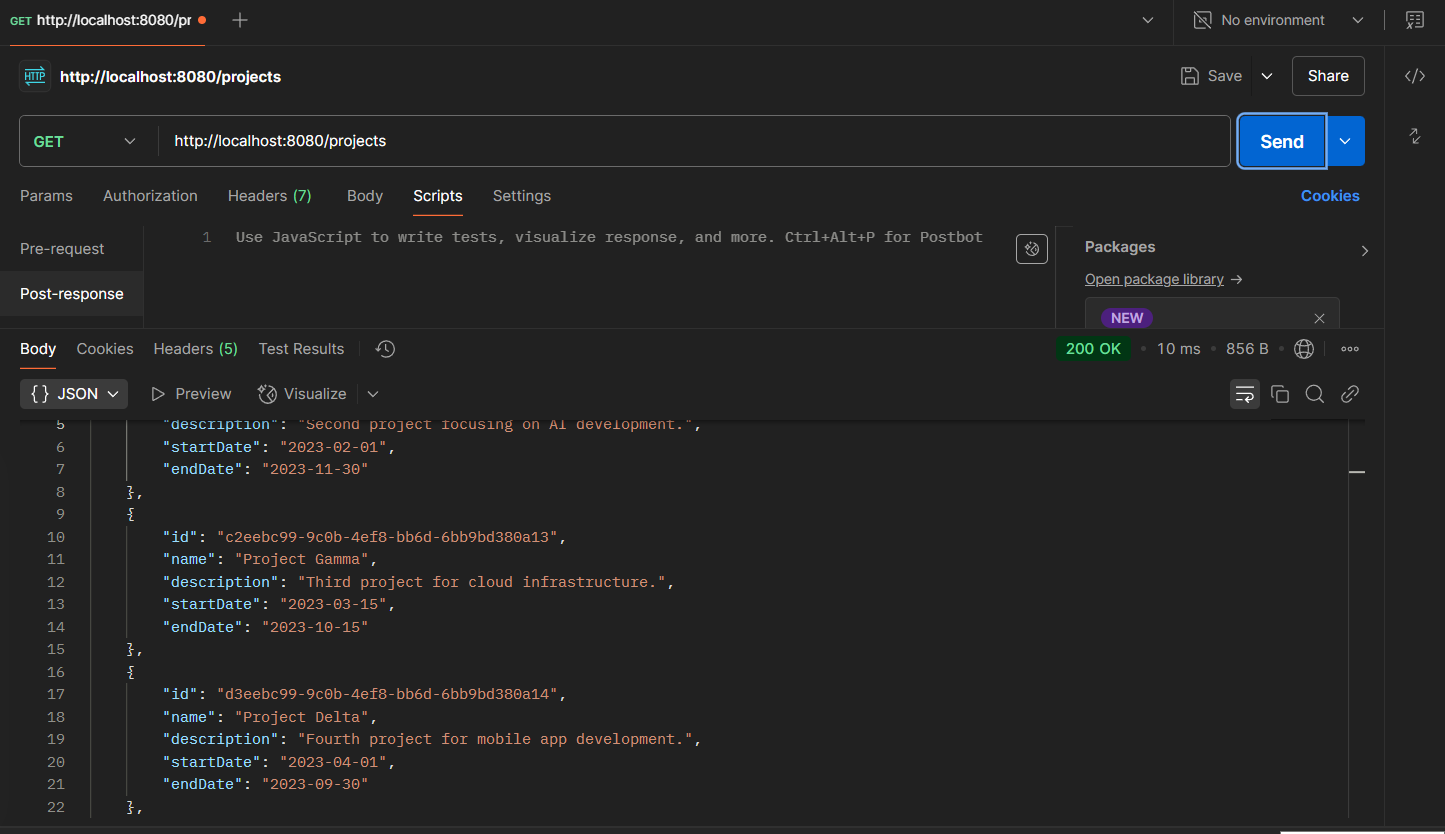 GET http://localhost:8080/pr
No environment
HTTP http://localhost:8080/projects
Save
Share
GET http://localhost:8080/projects
Send
Params Authorization Headers (7) Body Scripts Settings Cookies
Pre-request
Post-response
1 Use JavaScript to write tests, visualize response, and more. Ctrl+Alt+P for Postbot
Packages
Open package library →
NEW
Body Cookies Headers (5) Test Results
200 OK • 10 ms • 856 B •
{} JSON Preview Visualize
5 "description": "Second project focusing on AI development.",
6 "startDate": "2023-02-01",
7 "endDate": "2023-11-30"
8 },
9 {
10 "id": "c2eebc99-9c0b-4ef8-bb6d-6bb9bd380a13",
11 "name": "Project Gamma",
12 "description": "Third project for cloud infrastructure.",
13 "startDate": "2023-03-15",
14 "endDate": "2023-10-15"
15 },
16 {
17 "id": "d3eebc99-9c0b-4ef8-bb6d-6bb9bd380a14",
18 "name": "Project Delta",
19 "description": "Fourth project for mobile app development.",
20 "startDate": "2023-04-01",
21 "endDate": "2023-09-30"
22 },